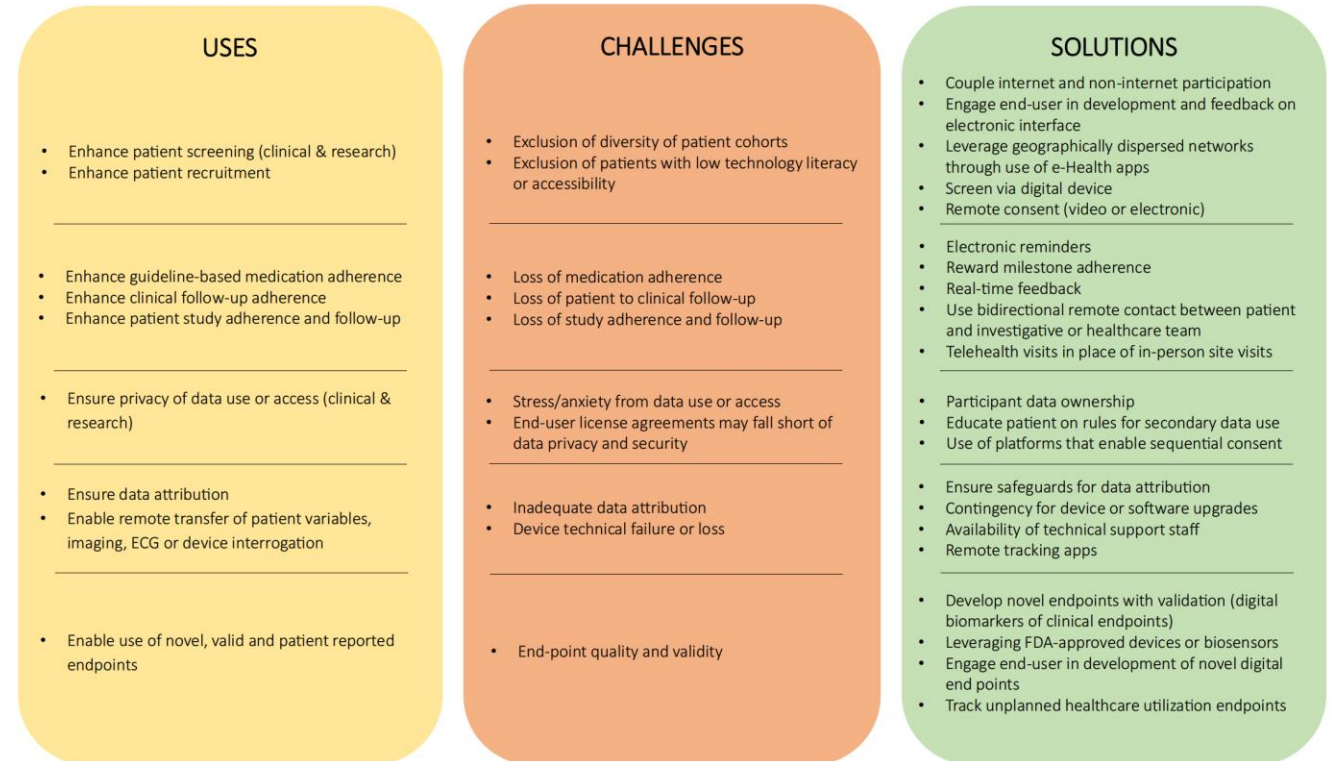 USES
• Enhance patient screening (clinical & research)
• Enhance patient recruitment
• Enhance guideline-based medication adherence
• Enhance clinical follow-up adherence
• Enhance patient study adherence and follow-up
• Ensure privacy of data use or access (clinical &
research)
• Ensure data attribution
• Enable remote transfer of patient variables,
imaging, ECG or device interrogation
• Enable use of novel, valid and patient reported
endpoints
CHALLENGES
• Exclusion of diversity of patient cohorts
• Exclusion of patients with low technology literacy
or accessibility
• Loss of medication adherence
• Loss of patient to clinical follow-up
• Loss of study adherence and follow-up
• Stress/anxiety from data use or access
• End-user license agreements may fall short of
data privacy and security
• Inadequate data attribution
• Device technical failure or loss
• End-point quality and validity
SOLUTIONS
• Couple internet and non-internet participation
• Engage end-user in development and feedback on
electronic interface
• Leverage geographically dispersed networks
through use of e-Health apps
• Screen via digital device
• Remote consent (video or electronic)
• Electronic reminders
• Reward milestone adherence
• Real-time feedback
• Use bidirectional remote contact between patient
and investigative or healthcare team
• Telehealth visits in place of in-person site visits
• Participant data ownership
• Educate patient on rules for secondary data use
• Use of platforms that enable sequential consent
• Ensure safeguards for data attribution
• Contingency for device or software upgrades
• Availability of technical support staff
• Remote tracking apps
• Develop novel endpoints with validation (digital
biomarkers of clinical endpoints)
• Leveraging FDA-approved devices or biosensors
• Engage end-user in development of novel digital
end points
• Track unplanned healthcare utilization endpoints